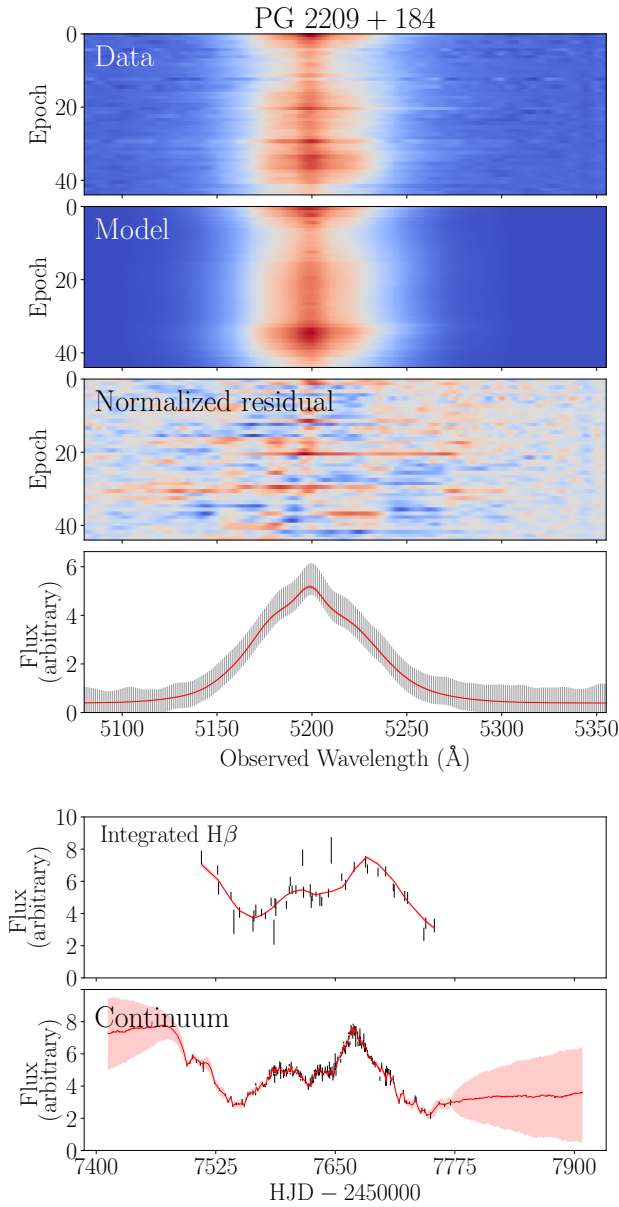 PG 2209 + 184
0
Data
20
Epoch
40
0
Model
20
Epoch
40
0
Normalized residual
20
Epoch
40
6
4
2
0
Flux
(arbitrary)
5100 5150 5200 5250 5300 5350
Observed Wavelength (Å)
10
Integrated Hβ
8
6
4
2
0
Flux
(arbitrary)
Continuum
8
6
4
2
0
Flux
(arbitrary)
7400 7525 7650 7775 7900
HJD − 2450000